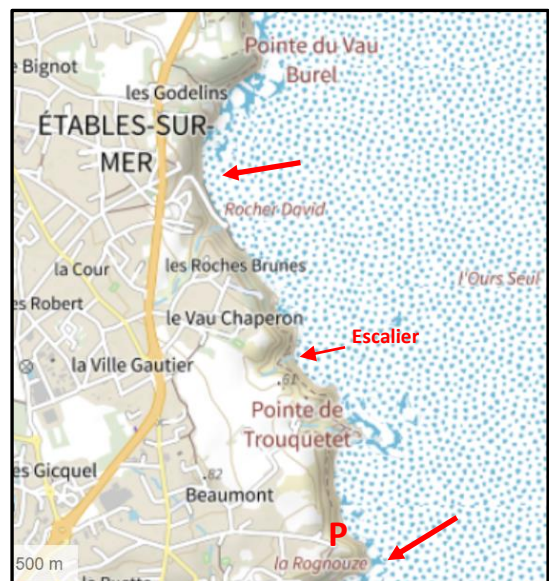 Pointe du Vau
Burel
Bignot
les Godelins
ÉTABLES-SUR-
MER
Rocher David
la Cour
les Roches Brunes
l'Ours Seul
es Robert
le Vau Chaperon
Escalier
la Ville Gautier
61
Pointe de
Trouquetet
es Gicquel
82
Beaumont
P
500 m
la Rognouze